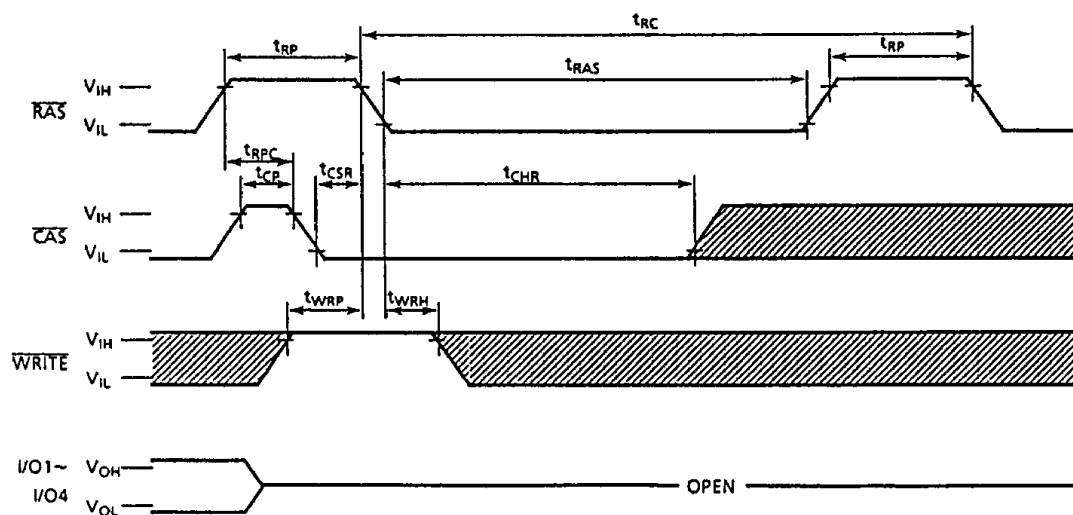 tRC
tRP tRP
tRAS
VIH
RAS
VIL
tRPC
tCP tCSR tCHR
VIH
CAS
VIL
tWRP tWRH
VIH
WRITE
VIL
I/O1~ VOH
OPEN
I/O4
VOL